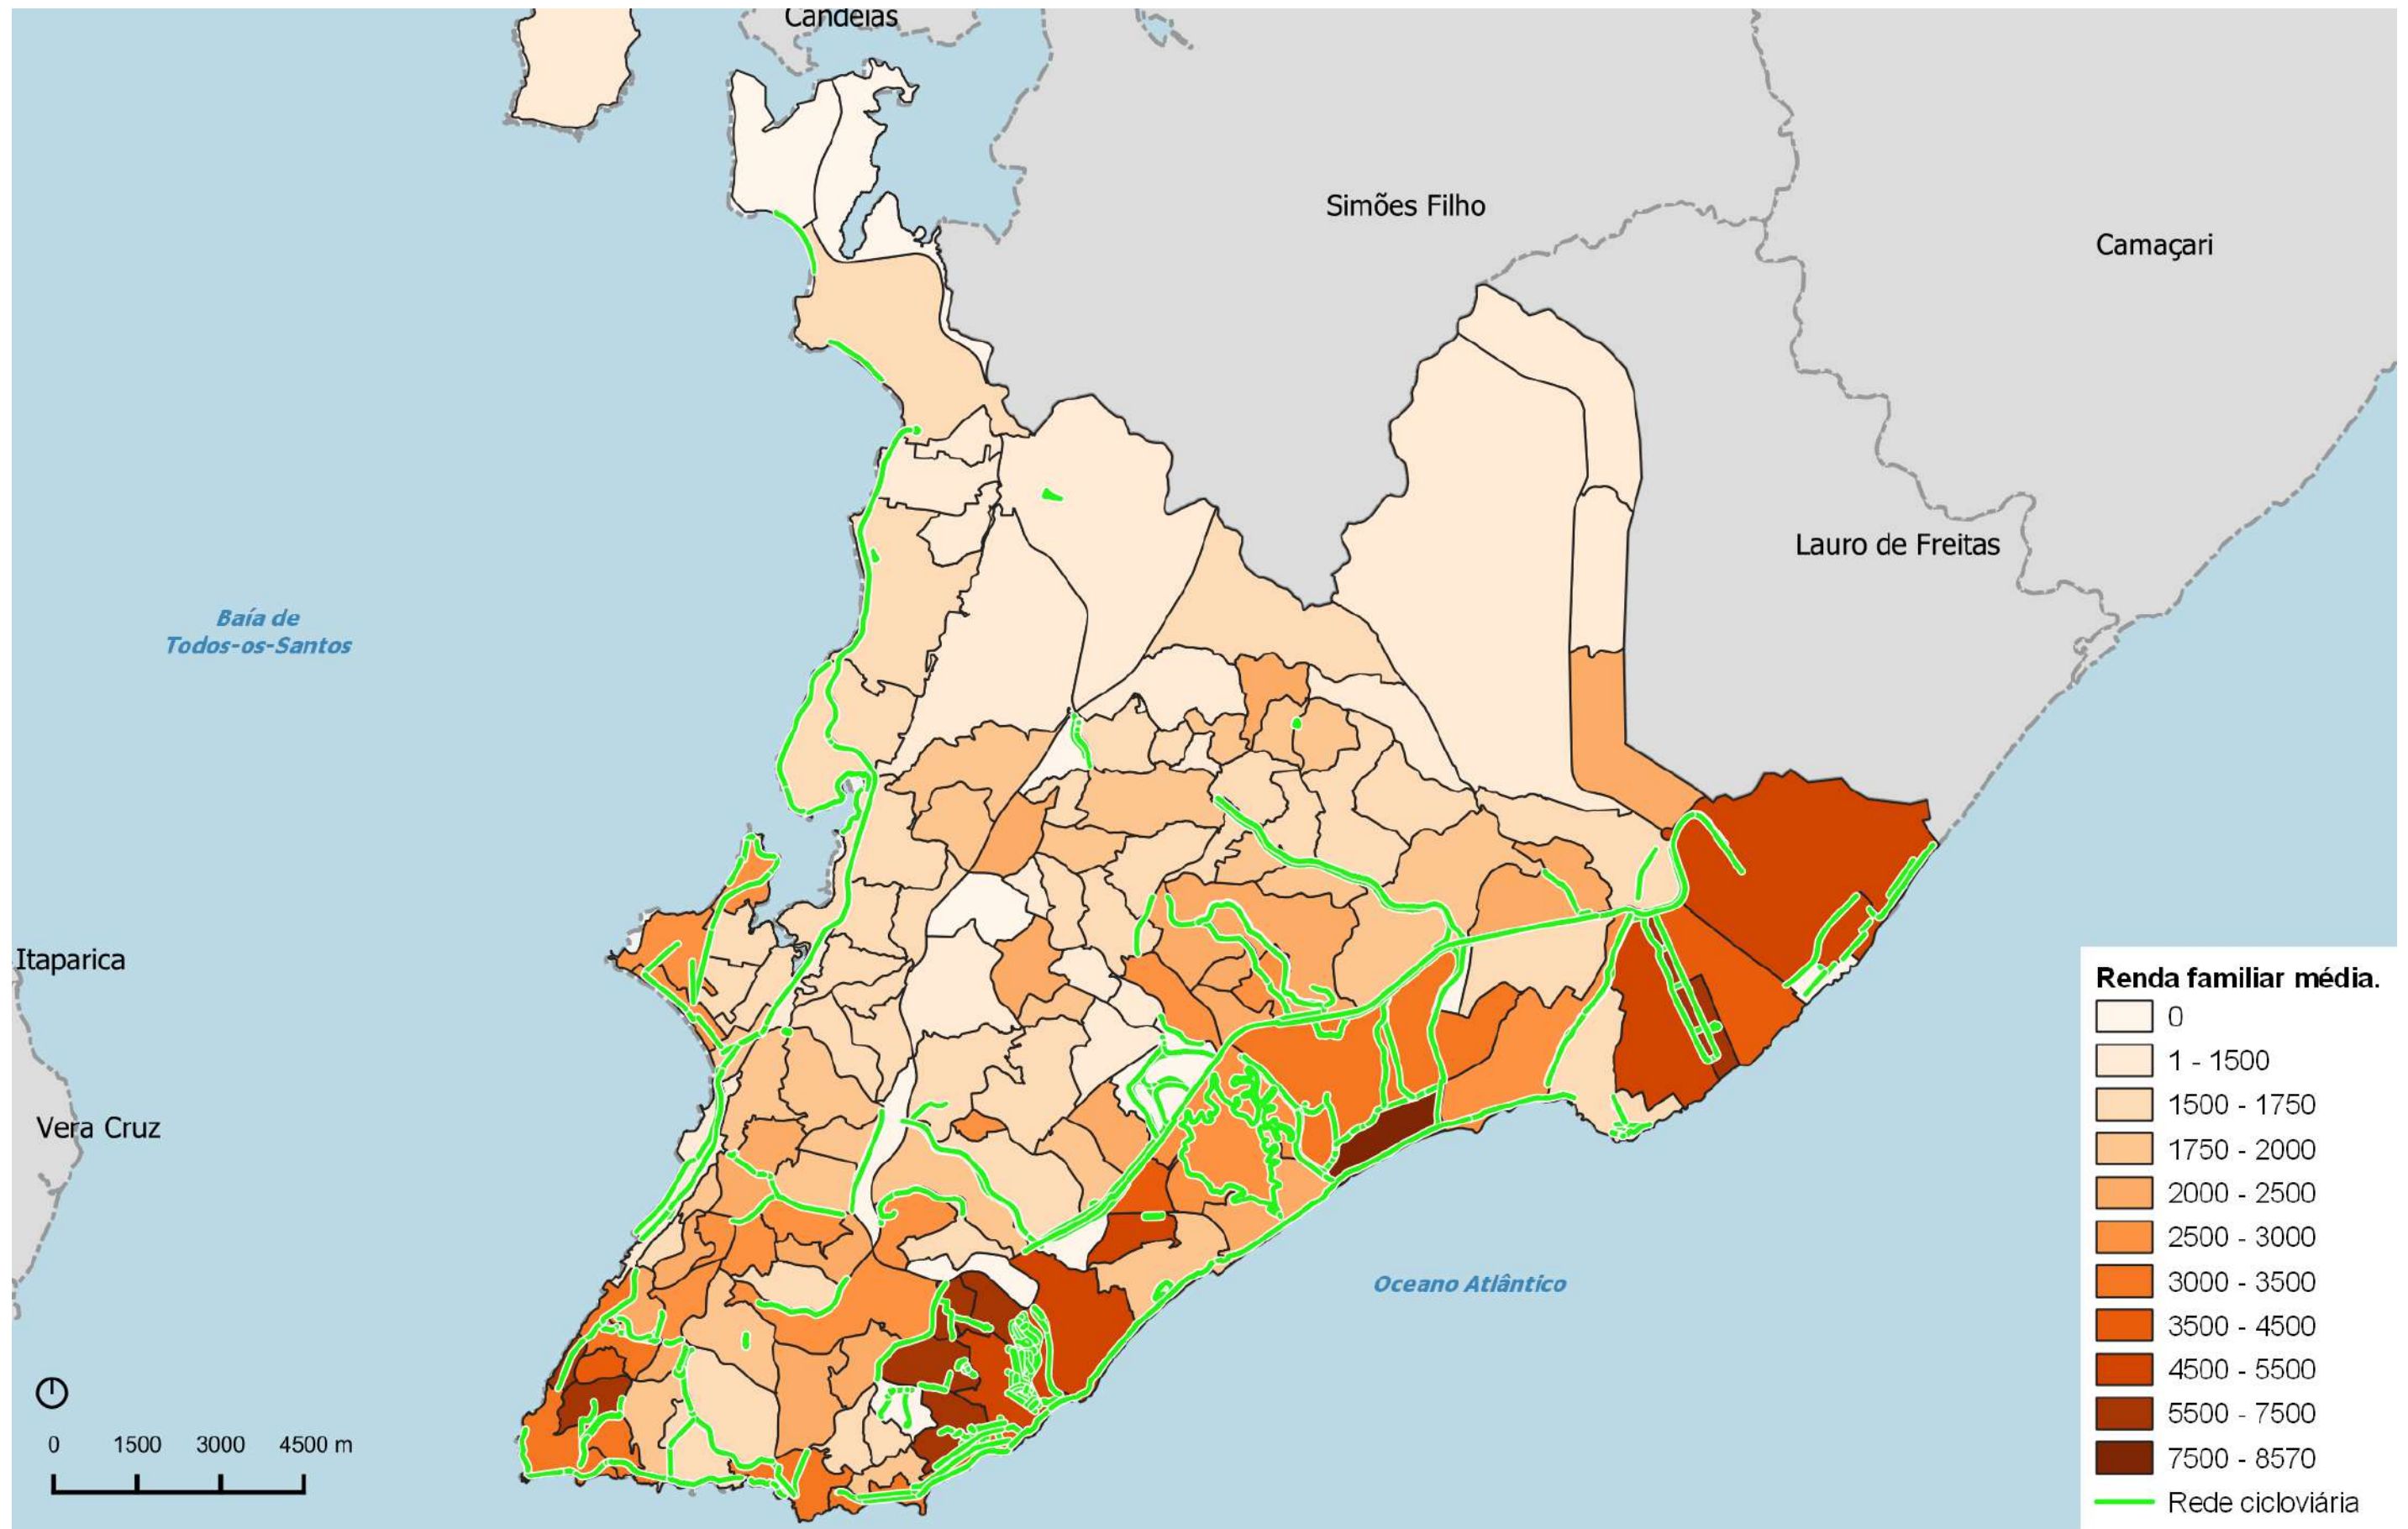 Candeias
Simões Filho
Camaçari
Lauro de Freitas
Baía de
Todos-os-Santos
Itaparica
Vera Cruz
Oceano Atlântico
0 1500 3000 4500 m
Renda familiar média.
0
1 - 1500
1500 - 1750
1750 - 2000
2000 - 2500
2500 - 3000
3000 - 3500
3500 - 4500
4500 - 5500
5500 - 7500
7500 - 8570
Rede cicloviária